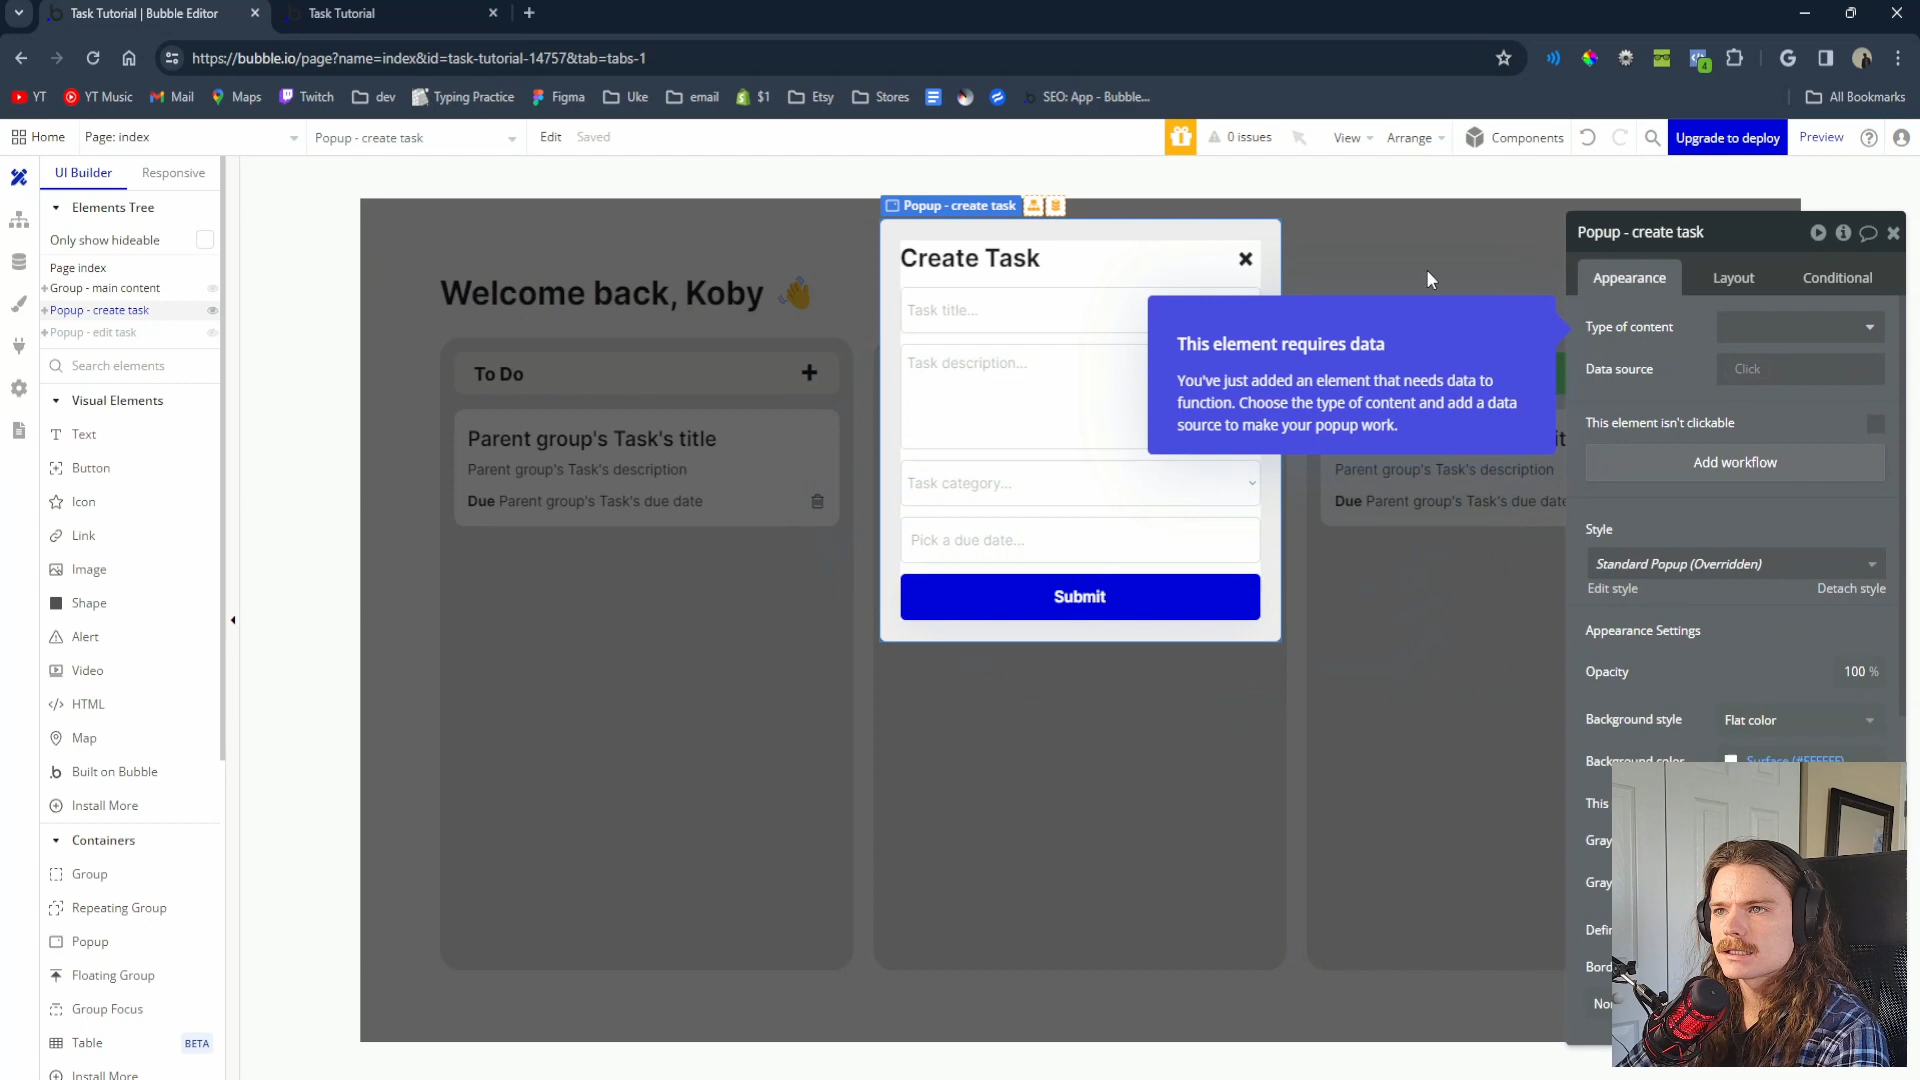 Task Tutorial | Bubble Editor
Task Tutorial
https://bubble.io/page?name=index&id=task-tutorial-14757&tab=tabs-1
4
YT
YT Music
Mail
Maps
Twitch
dev
Typing Practice
Figma
Uke
email
$1
Etsy
Stores
SEO: App - Bubble...
All Bookmarks
Home
Page: index
Popup - create task
Edit
Saved
0 issues
View
Arrange
Components
Upgrade to deploy
Preview
UI Builder
Responsive
Elements Tree
Only show hideable
Page index
+Group - main content
+Popup - create task
+Popup - edit task
Search elements
Visual Elements
Text
Button
Icon
Link
Image
Shape
Alert
Video
HTML
Map
Built on Bubble
Install More
Containers
Group
Repeating Group
Popup
Floating Group
Group Focus
Table
BETA
Install More
Welcome back, Koby 👋
To Do
Parent group's Task's title
Parent group's Task's description
Due Parent group's Task's due date
Popup - create task
Create Task
Task title...
Task description...
Task category...
Pick a due date...
Submit
This element requires data
You've just added an element that needs data to
function. Choose the type of content and add a data
source to make your popup work.
Parent group's Task's description
Due Parent group's Task's due date
Popup - create task
Appearance
Layout
Conditional
Type of content
Data source
Click
This element isn't clickable
Add workflow
Style
Standard Popup (Overridden)
Edit style
Detach style
Appearance Settings
Opacity
100 %
Background style
Flat color
Background color
Surface (#FFFFFF)
This
Gray
Gray